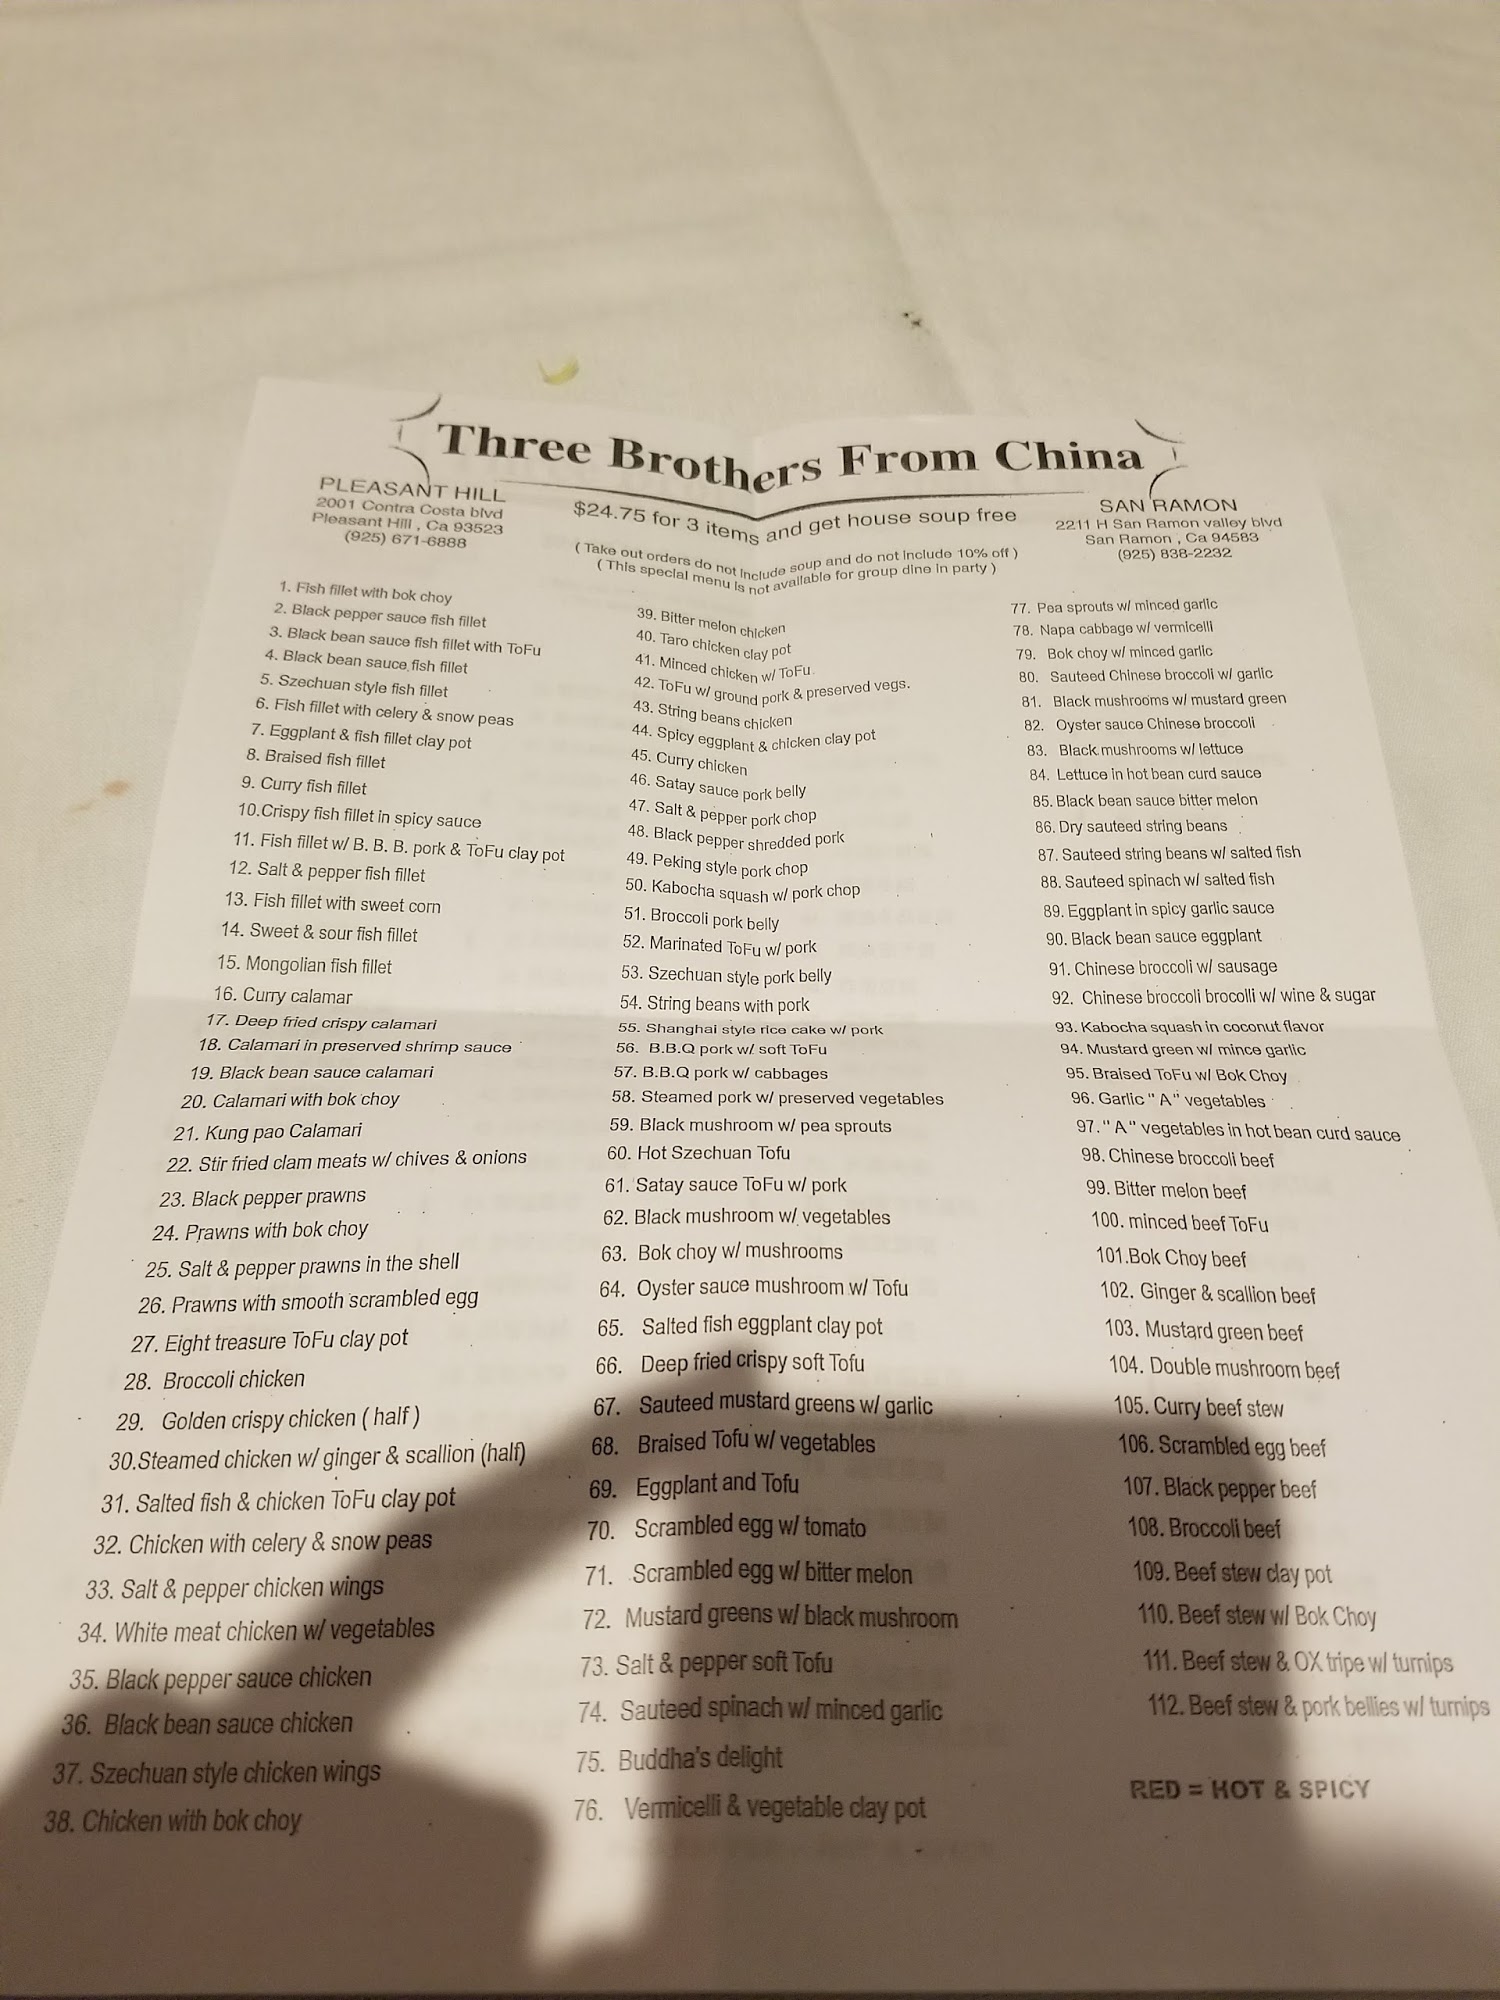 Three Brothers From China
PLEASANT HILL
2001 Contra Costa blvd
Pleasant Hill , Ca 93523
(925) 671-6888
$24.75 for 3 items and get house soup free
( Take out orders do not include soup and do not include 10% off )
( This special menu is not available for group dine in party )
SAN RAMON
2211 H San Ramon valley blvd
San Ramon , Ca 94583
(925) 838-2232
1. Fish fillet with bok choy
2. Black pepper sauce fish fillet
3. Black bean sauce fish fillet with ToFu
4. Black bean sauce fish fillet
5. Szechuan style fish fillet
6. Fish fillet with celery & snow peas
7. Eggplant & fish fillet clay pot
8. Braised fish fillet
9. Curry fish fillet
10.Crispy fish fillet in spicy sauce
11. Fish fillet w/ B. B. B. pork & ToFu clay pot
12. Salt & pepper fish fillet
13. Fish fillet with sweet corn
14. Sweet & sour fish fillet
15. Mongolian fish fillet
16. Curry calamar
17. Deep fried crispy calamari
18. Calamari in preserved shrimp sauce
19. Black bean sauce calamari
20. Calamari with bok choy
21. Kung pao Calamari
22. Stir fried clam meats w/ chives & onions
23. Black pepper prawns
24. Prawns with bok choy
25. Salt & pepper prawns in the shell
26. Prawns with smooth scrambled egg
27. Eight treasure ToFu clay pot
28. Broccoli chicken
29. Golden crispy chicken ( half )
30.Steamed chicken w/ ginger & scallion (half)
31. Salted fish & chicken ToFu clay pot
32. Chicken with celery & snow peas
33. Salt & pepper chicken wings
34. White meat chicken w/ vegetables
35. Black pepper sauce chicken
36. Black bean sauce chicken
37. Szechuan style chicken wings
38. Chicken with bok choy
39. Bitter melon chicken
40. Taro chicken clay pot
41. Minced chicken w/ ToFu
42. ToFu w/ ground pork & preserved vegs.
43. String beans chicken
44. Spicy eggplant & chicken clay pot
45. Curry chicken
46. Satay sauce pork belly
47. Salt & pepper pork chop
48. Black pepper shredded pork
49. Peking style pork chop
50. Kabocha squash w/ pork chop
51. Broccoli pork belly
52. Marinated ToFu w/ pork
53. Szechuan style pork belly
54. String beans with pork
55. Shanghai style rice cake w/ pork
56. B.B.Q pork w/ soft ToFu
57. B.B.Q pork w/ cabbages
58. Steamed pork w/ preserved vegetables
59. Black mushroom w/ pea sprouts
60. Hot Szechuan Tofu
61. Satay sauce ToFu w/ pork
62. Black mushroom w/ vegetables
63. Bok choy w/ mushrooms
64. Oyster sauce mushroom w/ Tofu
65. Salted fish eggplant clay pot
66. Deep fried crispy soft Tofu
67. Sauteed mustard greens w/ garlic
68. Braised Tofu w/ vegetables
69. Eggplant and Tofu
70. Scrambled egg w/ tomato
71. Scrambled egg w/ bitter melon
72. Mustard greens w/ black mushroom
73. Salt & pepper soft Tofu
74. Sauteed spinach w/ minced garlic
75. Buddha's delight
76. Vermicelli & vegetable clay pot
77. Pea sprouts w/ minced garlic
78. Napa cabbage w/ vermicelli
79. Bok choy w/ minced garlic
80. Sauteed Chinese broccoli w/ garlic
81. Black mushrooms w/ mustard green
82. Oyster sauce Chinese broccoli
83. Black mushrooms w/ lettuce
84. Lettuce in hot bean curd sauce
85. Black bean sauce bitter melon
86. Dry sauteed string beans
87. Sauteed string beans w/ salted fish
88. Sauteed spinach w/ salted fish
89. Eggplant in spicy garlic sauce
90. Black bean sauce eggplant
91. Chinese broccoli w/ sausage
92. Chinese broccoli brocolli w/ wine & sugar
93. Kabocha squash in coconut flavor
94. Mustard green w/ mince garlic
95. Braised ToFu w/ Bok Choy
96. Garlic " A" vegetables
97." A" vegetables in hot bean curd sauce
98. Chinese broccoli beef
99. Bitter melon beef
100. minced beef ToFu
101.Bok Choy beef
102. Ginger & scallion beef
103. Mustard green beef
104. Double mushroom beef
105. Curry beef stew
106. Scrambled egg beef
107. Black pepper beef
108. Broccoli beef
109. Beef stew clay pot
110. Beef stew w/ Bok Choy
111. Beef stew & OX tripe w/ turnips
112. Beef stew & pork bellies w/ turnips
RED = HOT & SPICY